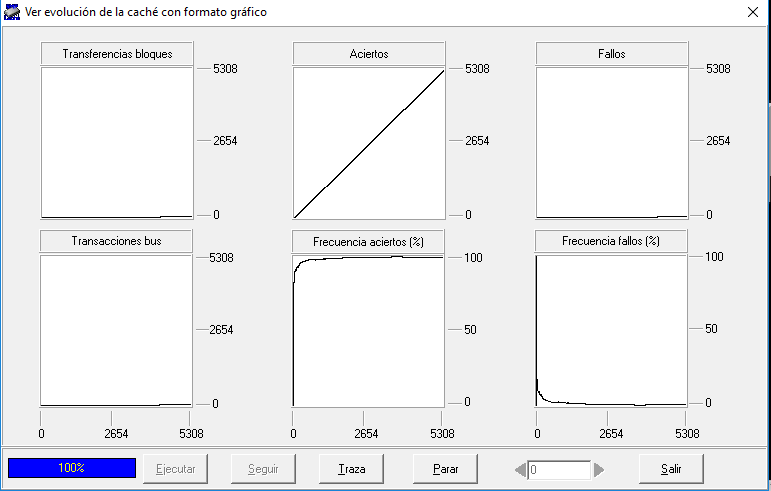 Ver evolución de la caché con formato gráfico
Transferencias bloques
5308
2654
0
Aciertos
5308
2654
0
Fallos
5308
2654
0
Transacciones bus
5308
2654
0
0 2654 5308
Frecuencia aciertos (%)
100
50
0
0 2654 5308
Frecuencia fallos (%)
100
50
0
0 2654 5308
100% Ejecutar Seguir Traza Parar 0 Salir